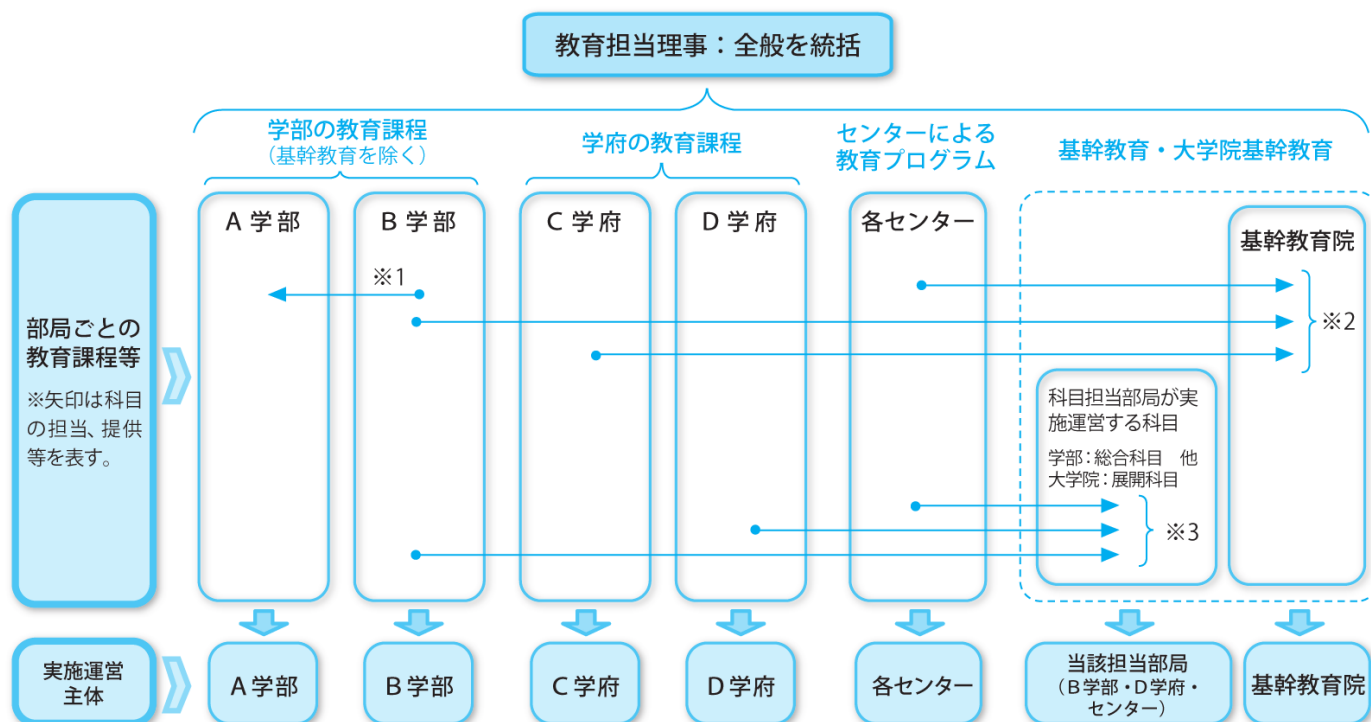 教育担当理事：全般を統括
学部の教育課程
（基幹教育を除く）
学府の教育課程
センターによる
教育プログラム
基幹教育・大学院基幹教育
部局ごとの
教育課程等
※矢印は科目
の担当、提供
等を表す。
A 学部
B 学部
C 学府
D 学府
各センター
基幹教育院
※1
※2
科目担当部局が実
施運営する科目
学部：総合科目　他
大学院：展開科目
※3
実施運営
主体
A学部
B学部
C学府
D学府
各センター
当該担当部局
（B学部・D学府・
センター）
基幹教育院